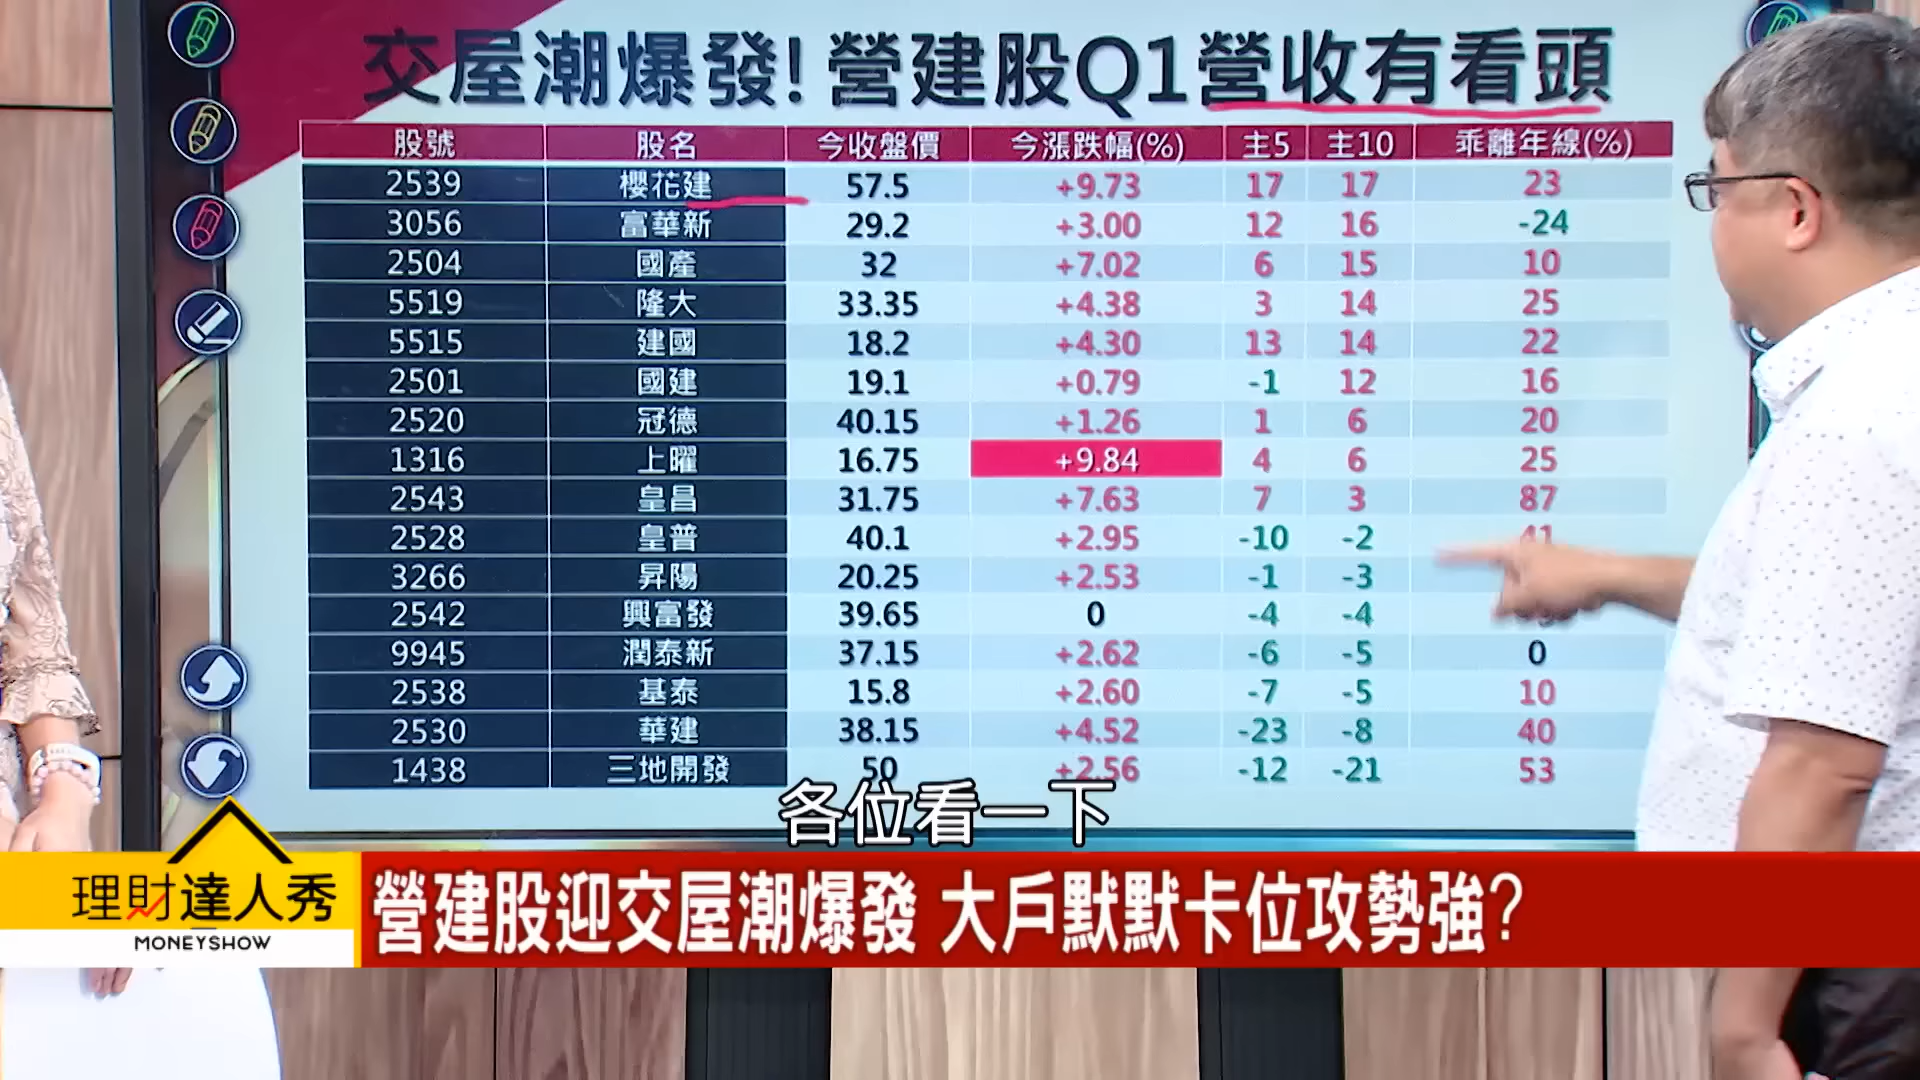 交屋潮爆發!營建股Q1營收有看頭
股號 股名 今收盤價 今漲跌幅(%) 主5 主10 乖離年線(%)
2539 櫻花建 57.5 +9.73 17 17 23
3056 富華新 29.2 +3.00 12 16 -24
2504 國產 32 +7.02 6 15 10
5519 隆大 33.35 +4.38 3 14 25
5515 建國 18.2 +4.30 13 14 22
2501 國建 19.1 +0.79 -1 12 16
2520 冠德 40.15 +1.26 1 6 20
1316 上曜 16.75 +9.84 4 6 25
2543 皇昌 31.75 +7.63 7 3 87
2528 皇普 40.1 +2.95 -10 -2 41
3266 昇陽 20.25 +2.53 -1 -3
2542 興富發 39.65 0 -4 -4
9945 潤泰新 37.15 +2.62 -6 -5 0
2538 基泰 15.8 +2.60 -7 -5 10
2530 華建 38.15 +4.52 -23 -8 40
1438 三地開發 50 +2.56 -12 -21 53
各位看一下
理財達人秀
MONEYSHOW
營建股迎交屋潮爆發 大戶默默卡位攻勢強?